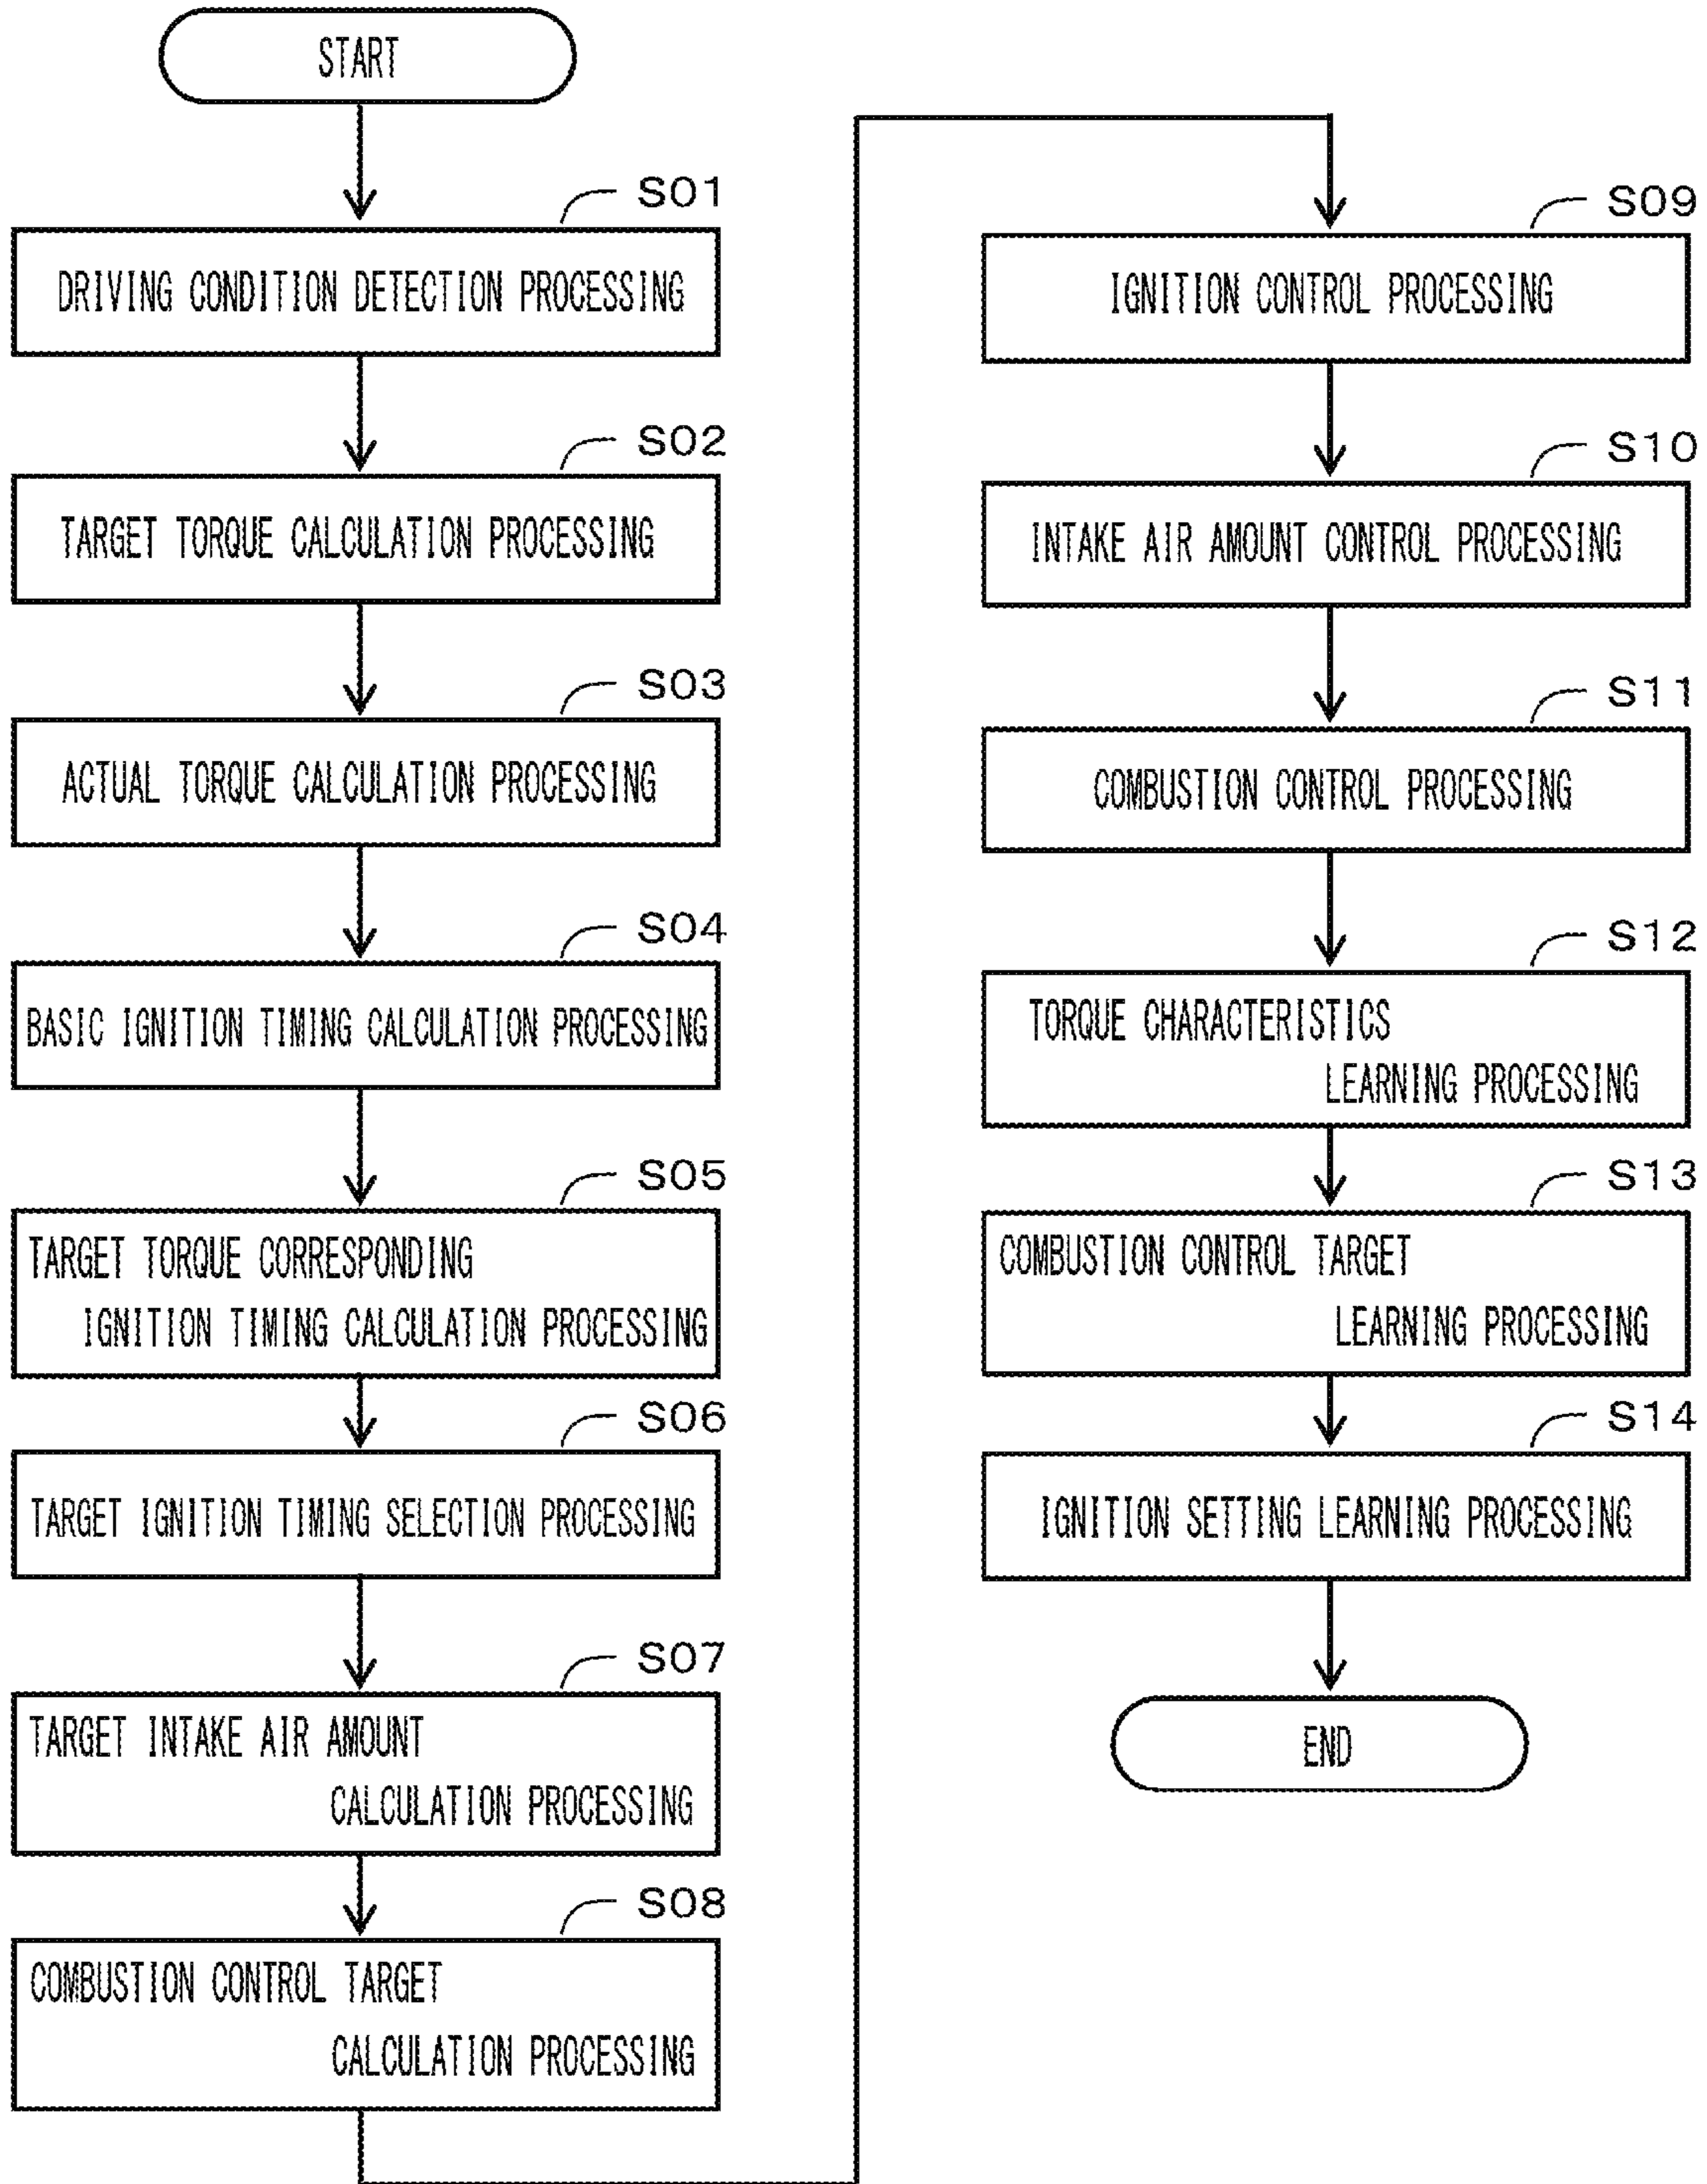 START
S01
DRIVING CONDITION DETECTION PROCESSING
S02
TARGET TORQUE CALCULATION PROCESSING
S03
ACTUAL TORQUE CALCULATION PROCESSING
S04
BASIC IGNITION TIMING CALCULATION PROCESSING
S05
TARGET TORQUE CORRESPONDING
IGNITION TIMING CALCULATION PROCESSING
S06
TARGET IGNITION TIMING SELECTION PROCESSING
S07
TARGET INTAKE AIR AMOUNT
CALCULATION PROCESSING
S08
COMBUSTION CONTROL TARGET
CALCULATION PROCESSING
S09
IGNITION CONTROL PROCESSING
S10
INTAKE AIR AMOUNT CONTROL PROCESSING
S11
COMBUSTION CONTROL PROCESSING
S12
TORQUE CHARACTERISTICS
LEARNING PROCESSING
S13
COMBUSTION CONTROL TARGET
LEARNING PROCESSING
S14
IGNITION SETTING LEARNING PROCESSING
END